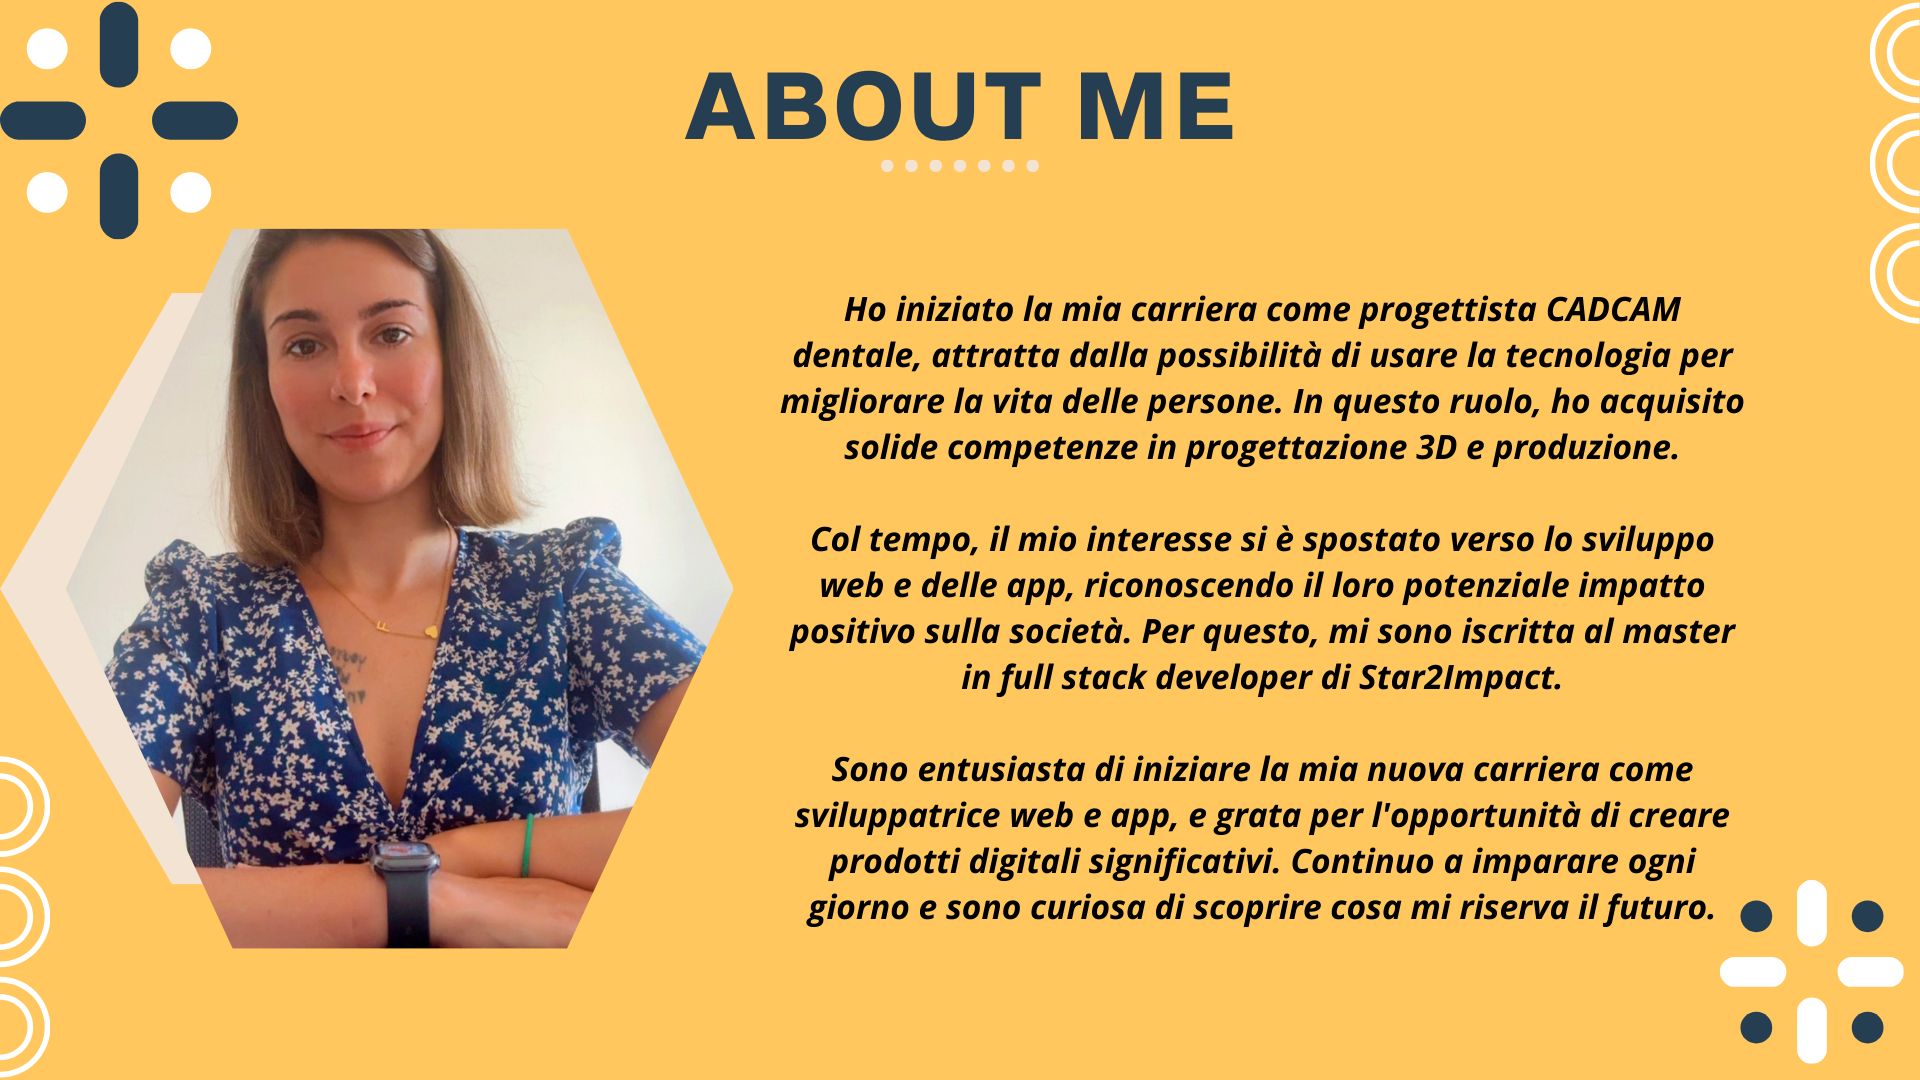 ABOUT ME
Ho iniziato la mia carriera come progettista CADCAM
dentale, attratta dalla possibilità di usare la tecnologia per
migliorare la vita delle persone. In questo ruolo, ho acquisito
solide competenze in progettazione 3D e produzione.
Col tempo, il mio interesse si è spostato verso lo sviluppo
web e delle app, riconoscendo il loro potenziale impatto
positivo sulla società. Per questo, mi sono iscritta al master
in full stack developer di Star2Impact.
Sono entusiasta di iniziare la mia nuova carriera come
sviluppatrice web e app, e grata per l'opportunità di creare
prodotti digitali significativi. Continuo a imparare ogni
giorno e sono curiosa di scoprire cosa mi riserva il futuro.